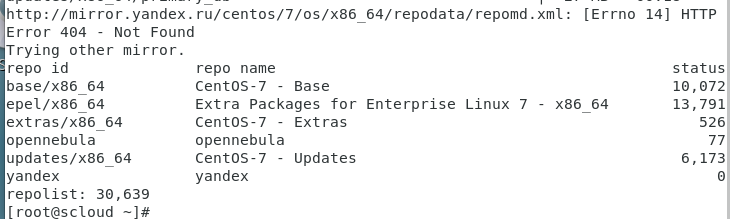 http://mirror.yandex.ru/centos/7/os/x86_64/repodata/repomd.xml: [Errno 14] HTTP
Error 404 - Not Found
Trying other mirror.
repo id repo name status
base/x86_64 CentOS-7 - Base 10,072
epel/x86_64 Extra Packages for Enterprise Linux 7 - x86_64 13,791
extras/x86_64 CentOS-7 - Extras 526
opennebula opennebula 77
updates/x86_64 CentOS-7 - Updates 6,173
yandex yandex 0
repolist: 30,639
[root@scloud ~]#